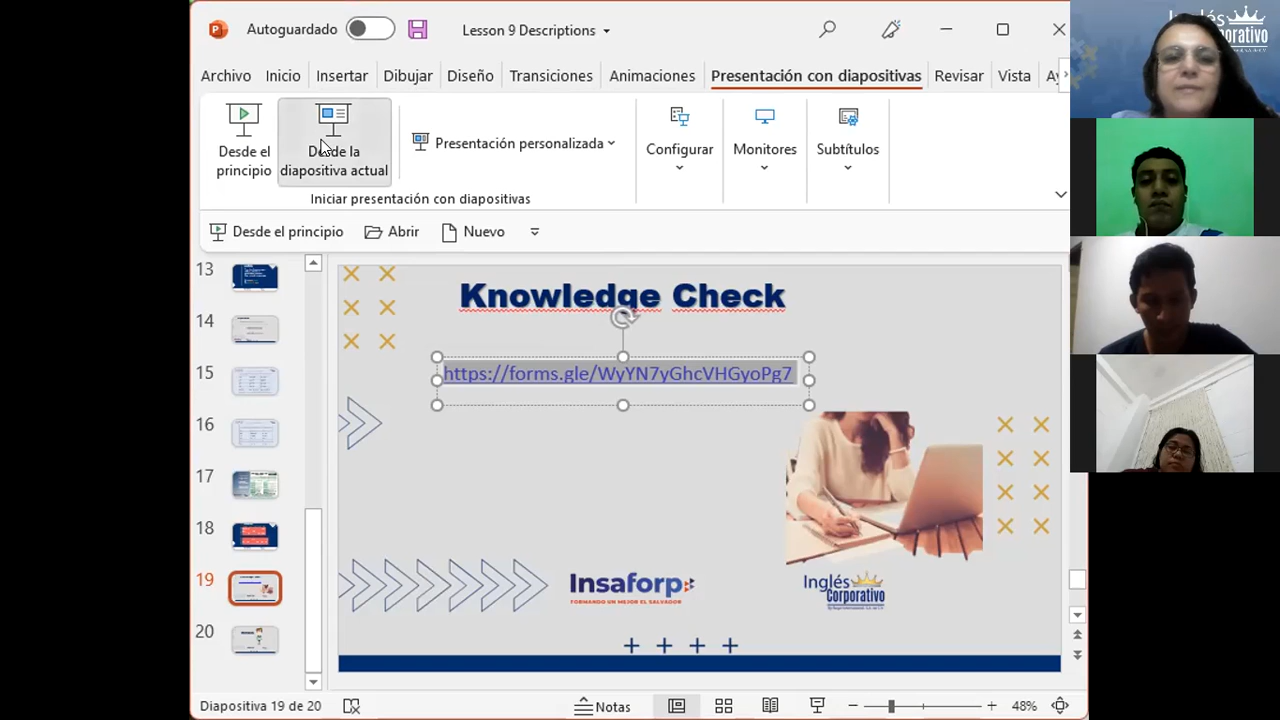 Autoguardado
Lesson 9 Descriptions
Archivo Inicio Insertar Dibujar Diseño Transiciones Animaciones Presentación con diapositivas Revisar Vista Ay
Desde el principio
Desde la diapositiva actual
Presentación personalizada
Configurar
Monitores
Subtítulos
Iniciar presentación con diapositivas
Desde el principio Abrir Nuevo
13
14
15
16
17
18
19
20
Knowledge Check
https://forms.gle/WyYN7yGhcVHGyoPg7
Insaforp
FORMANDO UN MEJOR EL SALVADOR
Inglés
Corporativo
Diapositiva 19 de 20
Notas
48%
Inglés